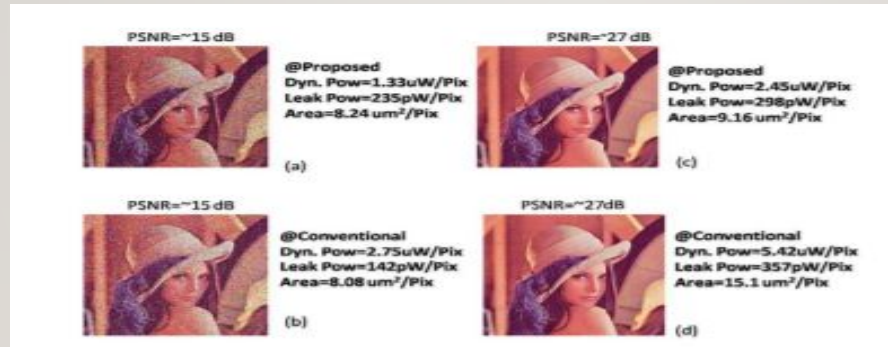 PSNR=~15 dB
@Proposed
Dyn. Pow=1.33uW/Pix
Leak Pow=235pW/Pix
Area=8.24 um²/Pix
(a)
PSNR=~27 dB
@Proposed
Dyn. Pow=2.45uW/Pix
Leak Pow=298pW/Pix
Area=9.16 um²/Pix
(c)
PSNR=~15 dB
@Conventional
Dyn. Pow=2.75uW/Pix
Leak Pow=142pW/Pix
Area=8.08 um²/Pix
(b)
PSNR=~27dB
@Conventional
Dyn. Pow=5.42uW/Pix
Leak Pow=357pW/Pix
Area=15.1 um²/Pix
(d)